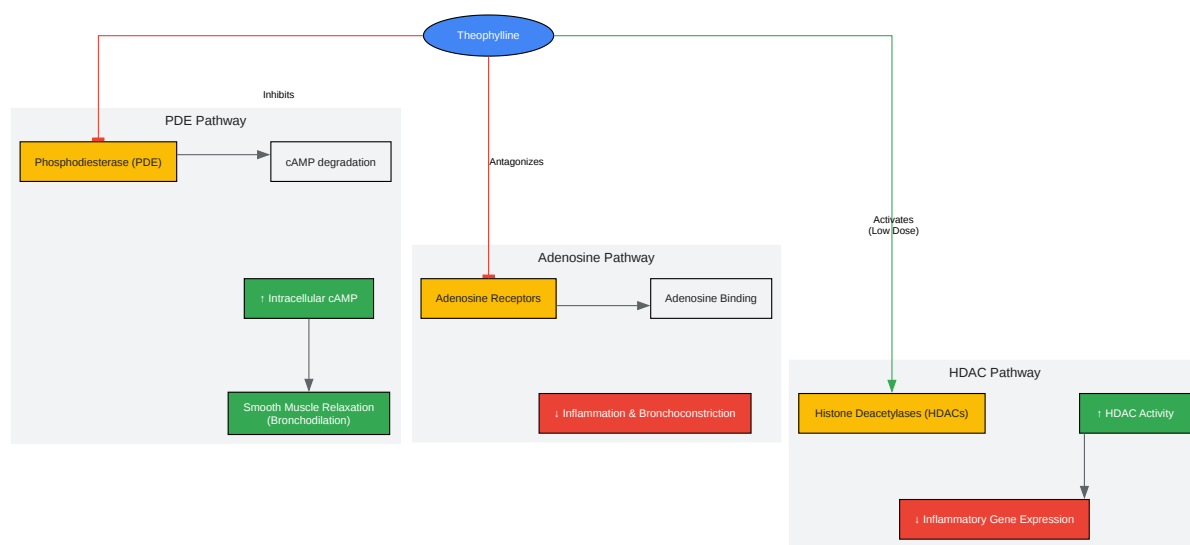 Theophylline
Inhibits
PDE Pathway
Phosphodiesterase (PDE)
cAMP degradation
Antagonizes
Activates
(Low Dose)
Adenosine Pathway
↑ Intracellular cAMP
Adenosine Receptors
Adenosine Binding
HDAC Pathway
Smooth Muscle Relaxation
(Bronchodilation)
↓ Inflammation & Bronchoconstriction
Histone Deacetylases (HDACs)
↑ HDAC Activity
↓ Inflammatory Gene Expression